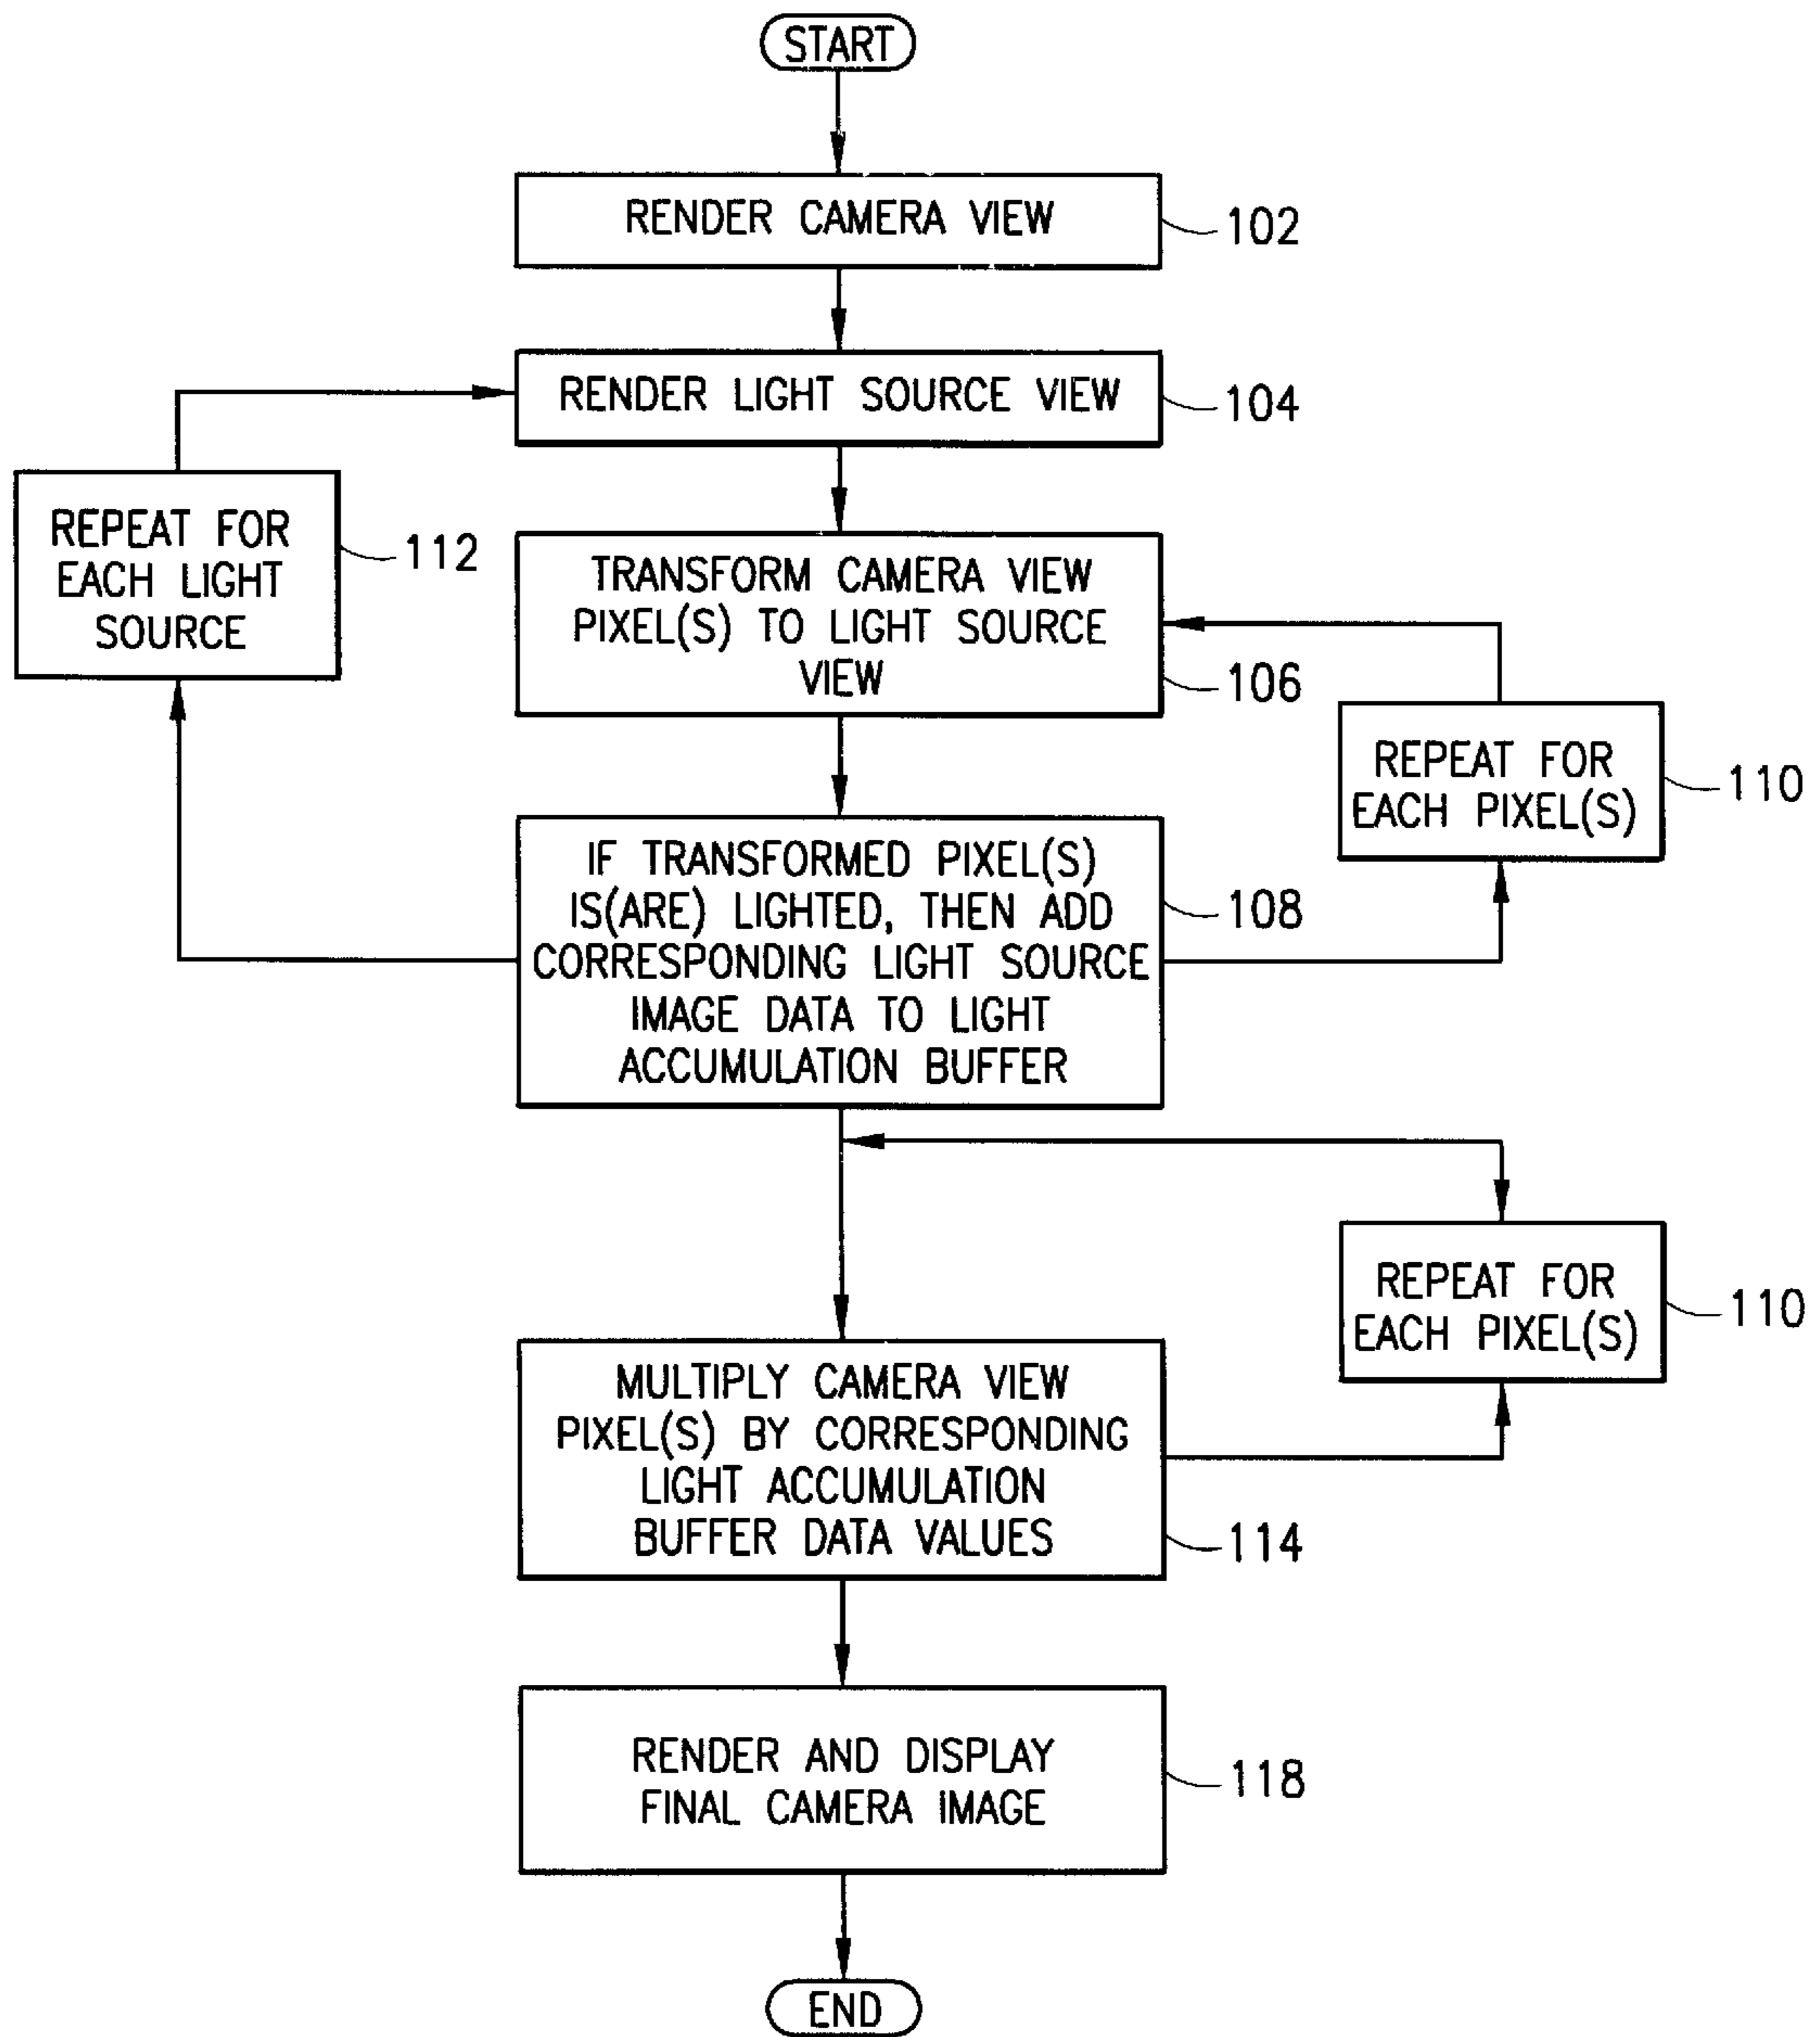 START
RENDER CAMERA VIEW
102
RENDER LIGHT SOURCE VIEW
104
REPEAT FOR
EACH LIGHT
SOURCE
112
TRANSFORM CAMERA VIEW
PIXEL(S) TO LIGHT SOURCE
VIEW
106
REPEAT FOR
EACH PIXEL(S)
110
IF TRANSFORMED PIXEL(S)
IS(ARE) LIGHTED, THEN ADD
CORRESPONDING LIGHT SOURCE
IMAGE DATA TO LIGHT
ACCUMULATION BUFFER
108
REPEAT FOR
EACH PIXEL(S)
110
MULTIPLY CAMERA VIEW
PIXEL(S) BY CORRESPONDING
LIGHT ACCUMULATION
BUFFER DATA VALUES
114
RENDER AND DISPLAY
FINAL CAMERA IMAGE
118
END